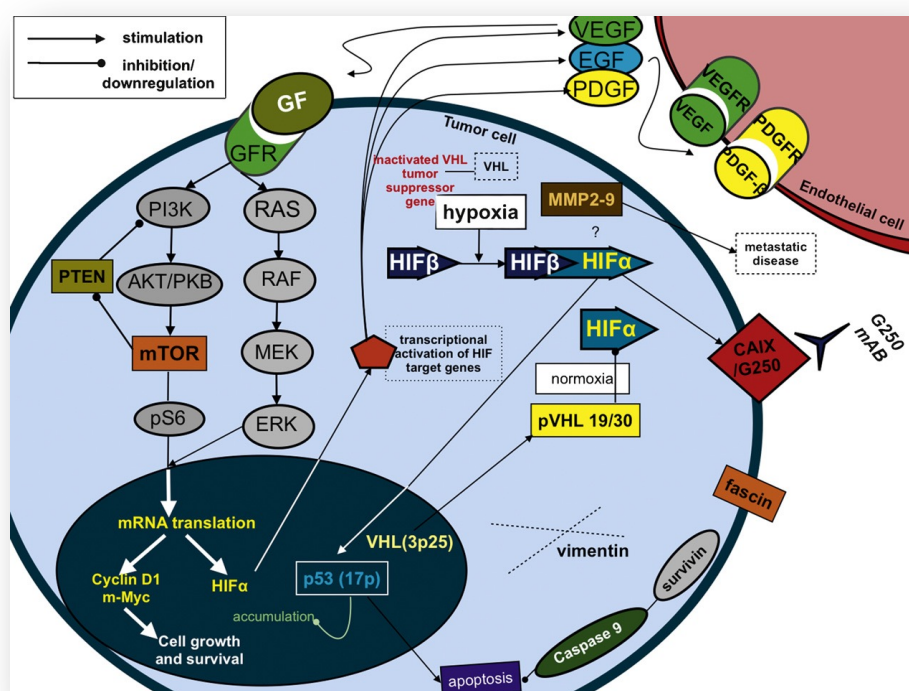 stimulation
inhibition/
downregulation
VEGF
EGF
PDGF
VEGFR
VEGF
PDGFR
PDGF-β
Endothelial cell
GF
GFR
Tumor cell
inactivated VHL
tumor
suppressor
gene
VHL
hypoxia
MMP2-9
?
metastatic
disease
HIFβ
HIFβ
HIFα
PI3K
RAS
PTEN
AKT/PKB
RAF
mTOR
MEK
pS6
ERK
transcriptional
activation of HIF
target genes
HIFα
normoxia
pVHL 19/30
CAIX
/G250
G250
mAB
fascin
mRNA translation
VHL(3p25)
Cyclin D1
m-Myc
HIFα
p53 (17p)
accumulation
Cell growth
and survival
vimentin
survivin
Caspase 9
apoptosis